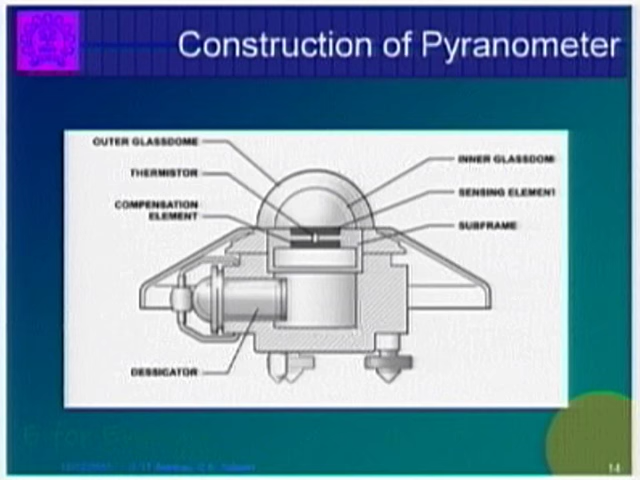 Construction of Pyranometer
OUTER GLASSDOME
INNER GLASSDOM
THERMISTOR
SENSING ELEMENT
COMPENSATION
ELEMENT
SUBFRAME
DESSICATOR
14